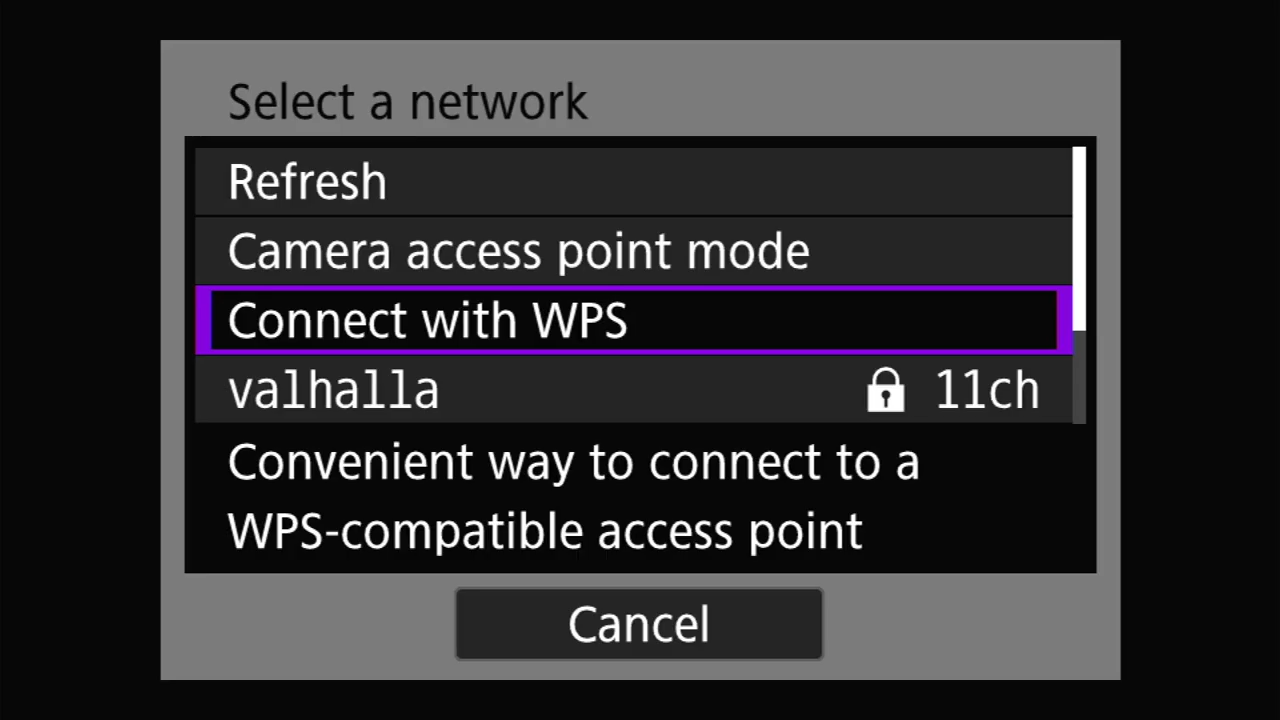 Select a network
Refresh
Camera access point mode
Connect with WPS
valhalla 11ch
Convenient way to connect to a
WPS-compatible access point
Cancel